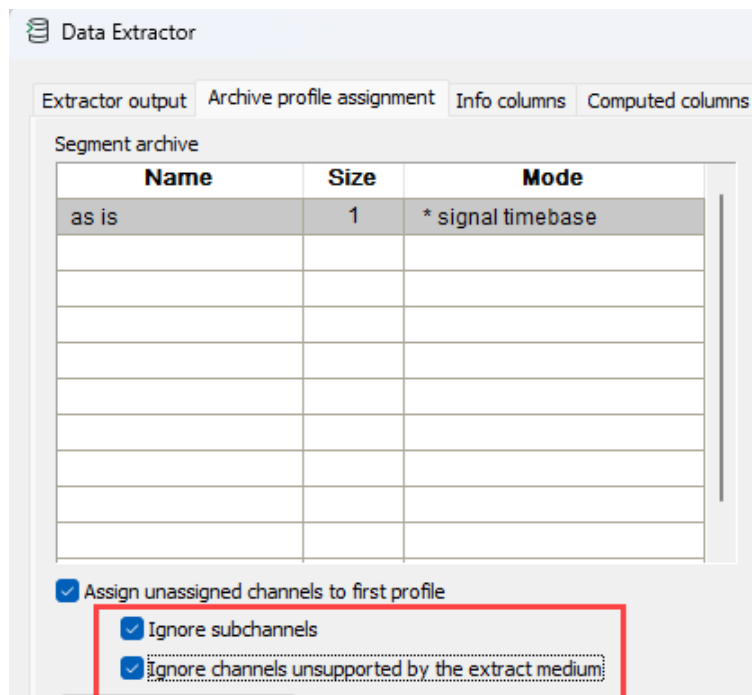 Data Extractor
Extractor output Archive profile assignment Info columns Computed columns
Segment archive
Name Size Mode
as is 1 * signal timebase
Assign unassigned channels to first profile
Ignore subchannels
Ignore channels unsupported by the extract medium